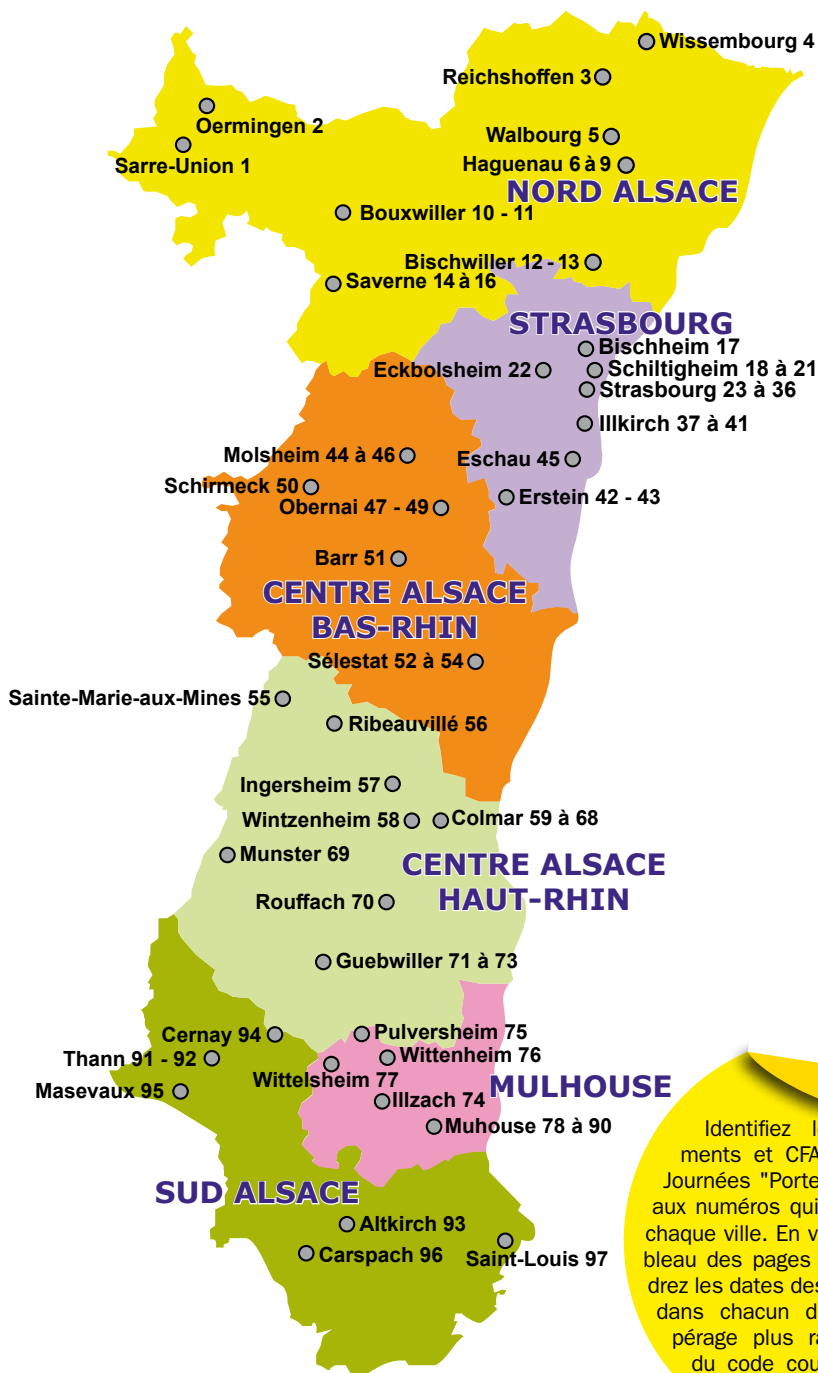 Wissembourg 4
Reichshoffen 3
Oermingen 2
Walbourg 5
Sarre-Union 1
Haguenau 6 à 9
NORD ALSACE
Bouxwiller 10 - 11
Bischwiller 12 - 13
Saverne 14 à 16
STRASBOURG
Bischheim 17
Eckbolsheim 22
Schiltigheim 18 à 21
Strasbourg 23 à 36
Illkirch 37 à 41
Molsheim 44 à 46
Eschau 45
Schirmeck 50
Erstein 42 - 43
Obernai 47 - 49
Barr 51
CENTRE ALSACE
BAS-RHIN
Sélestat 52 à 54
Sainte-Marie-aux-Mines 55
Ribeauvillé 56
Ingersheim 57
Wintzenheim 58
Colmar 59 à 68
Munster 69
CENTRE ALSACE
HAUT-RHIN
Rouffach 70
Guebwiller 71 à 73
Cernay 94
Pulversheim 75
Thann 91 - 92
Wittenheim 76
Wittelsheim 77
MULHOUSE
Masevaux 95
Illzach 74
Muhouse 78 à 90
SUD ALSACE
Altkirch 93
Carspach 96
Saint-Louis 97
Identifiez l
ments et CFA
Journées "Porte
aux numéros qui
chaque ville. En v
bleau des pages
drez les dates des
dans chacun d
pérage plus ra
du code cou